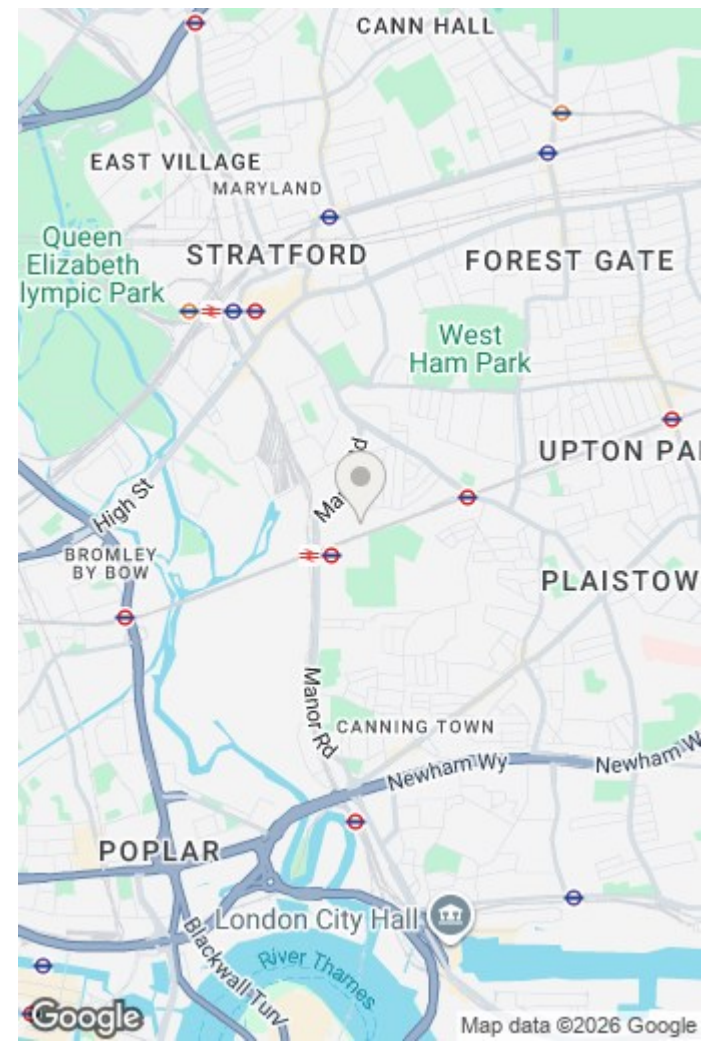 CANN HALL
EAST VILLAGE
MARYLAND
Queen
Elizabeth
lympic Park
STRATFORD
FOREST GATE
West
Ham Park
UPTON PA
High St
BROMLEY
BY BOW
PLAISTOW
Manor Rd
CANNING TOWN
Newham Wy
Newham W
POPLAR
London City Hall
Blackwall Tun
River Thames
Google
Map data ©2026 Google